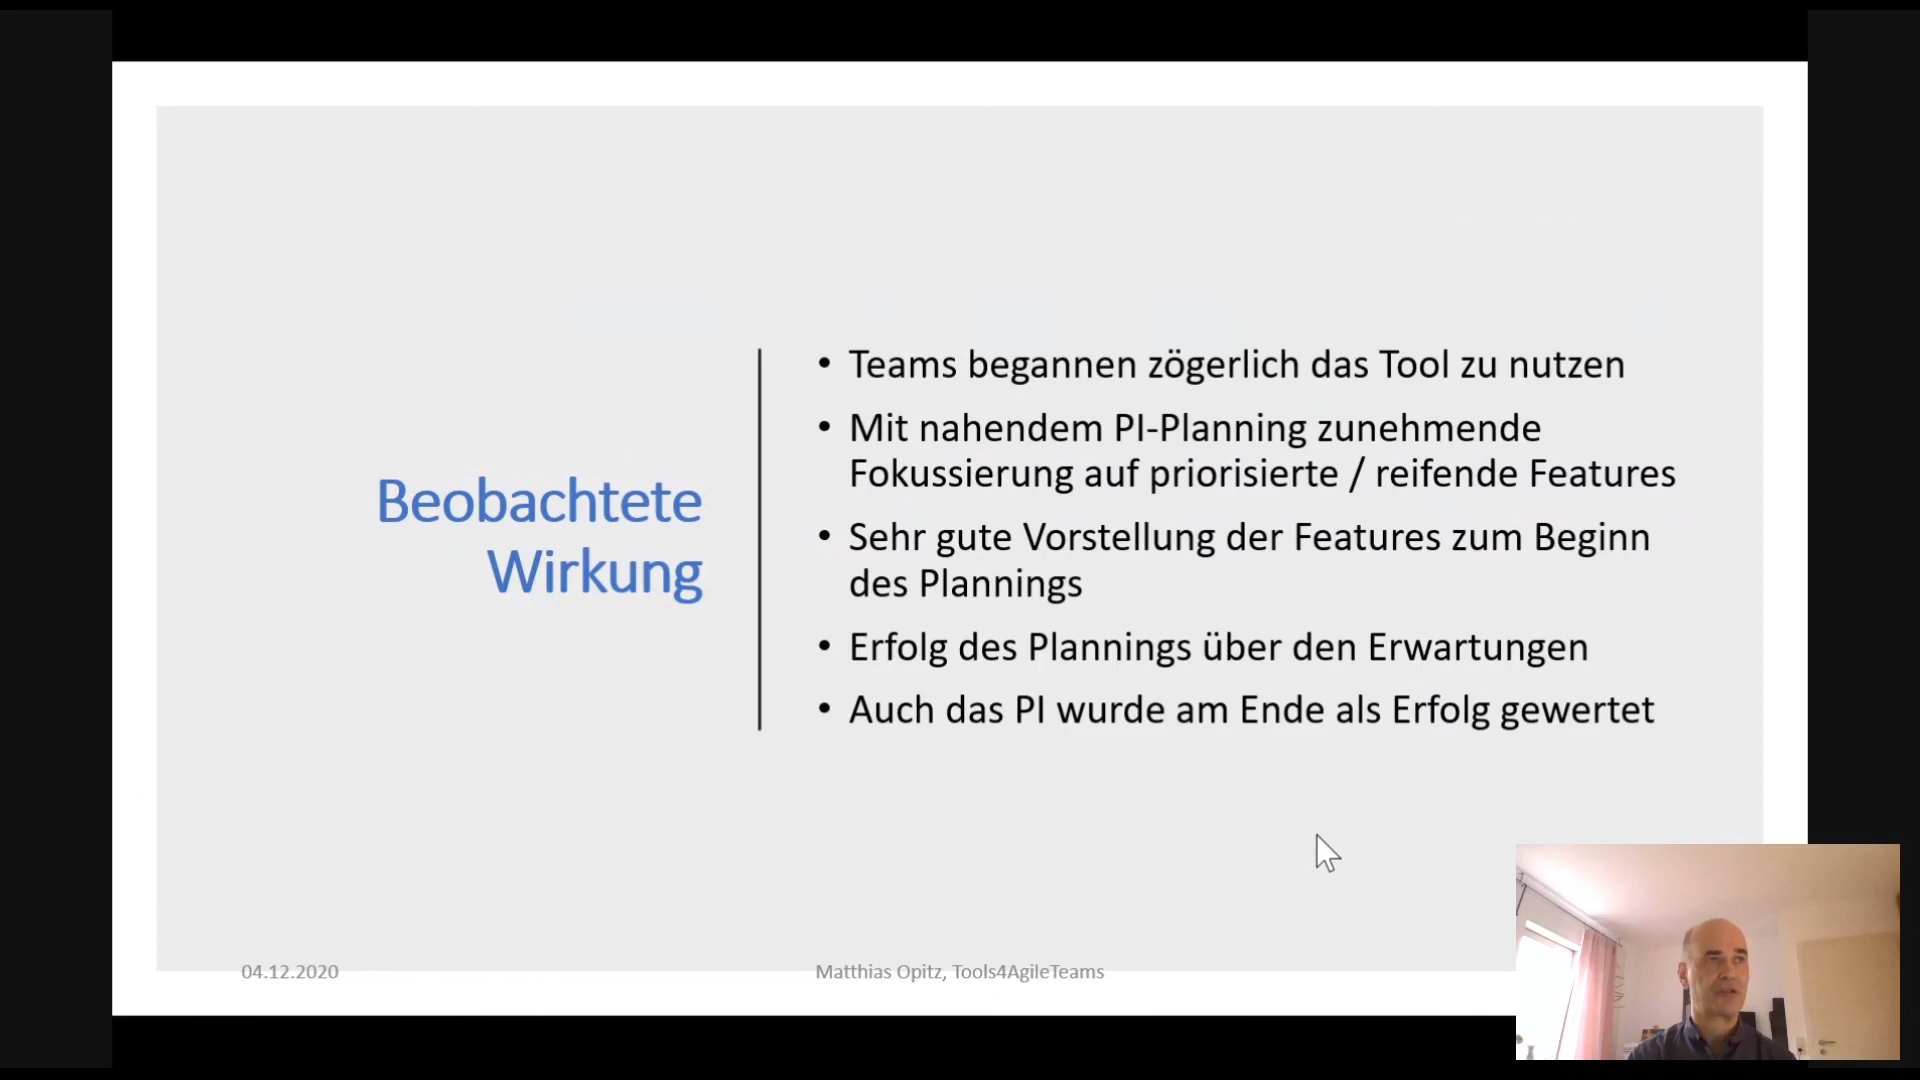 Beobachtete
Wirkung
• Teams begannen zögerlich das Tool zu nutzen
• Mit nahendem PI-Planning zunehmende
Fokussierung auf priorisierte / reifende Features
• Sehr gute Vorstellung der Features zum Beginn
des Plannings
• Erfolg des Plannings über den Erwartungen
• Auch das PI wurde am Ende als Erfolg gewertet
04.12.2020
Matthias Opitz, Tools4AgileTeams